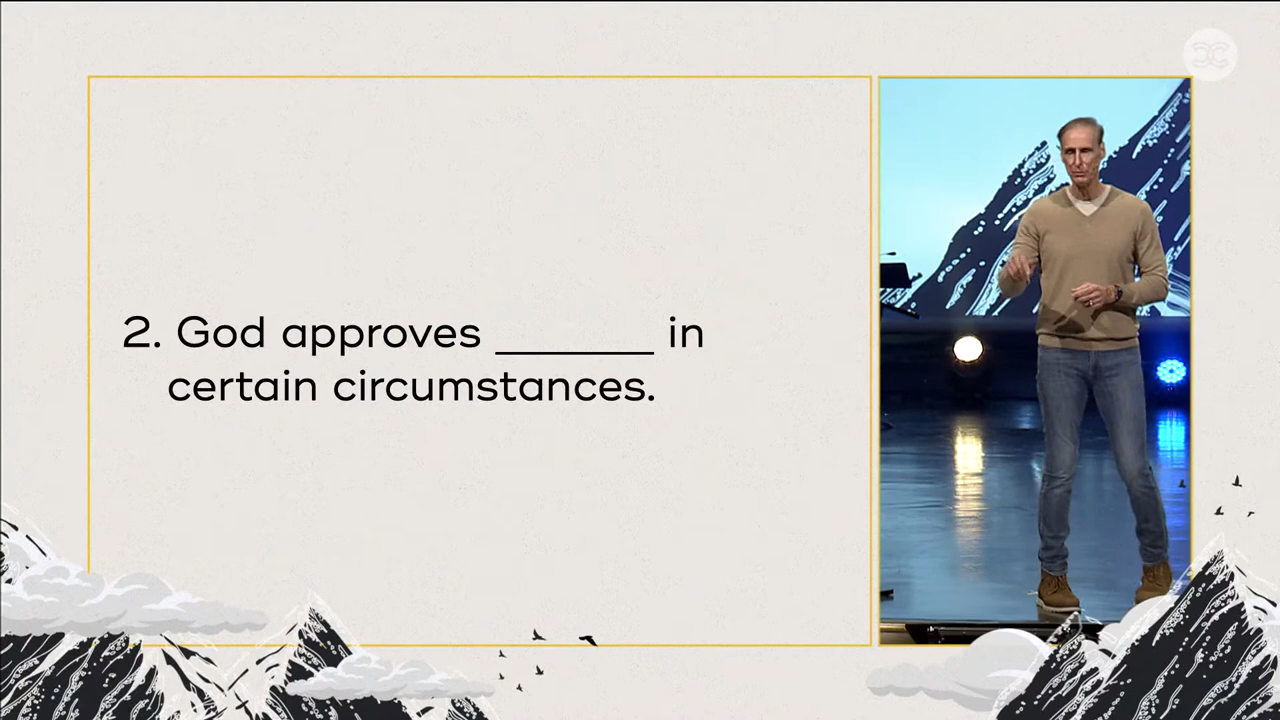 2. God approves _______ in
certain circumstances.